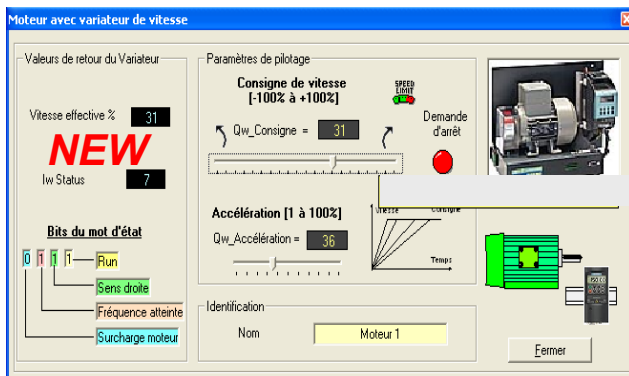 Moteur avec variateur de vitesse
Valeurs de retour du Variateur
Vitesse effective % 31
NEW
Iw Status 7
Bits du mot d'état
0 1 1 1 Run
Sens droite
Fréquence atteinte
Surcharge moteur
Paramètres de pilotage
Consigne de vitesse
[-100% à +100%]
SPEED
LIMIT
Qw_Consigne = 31
Demande
d'arrêt
Accélération [1 à 100%]
Qw_Accélération = 36
Vitesse Consigne
Temps
Identification
Nom Moteur 1
Fermer